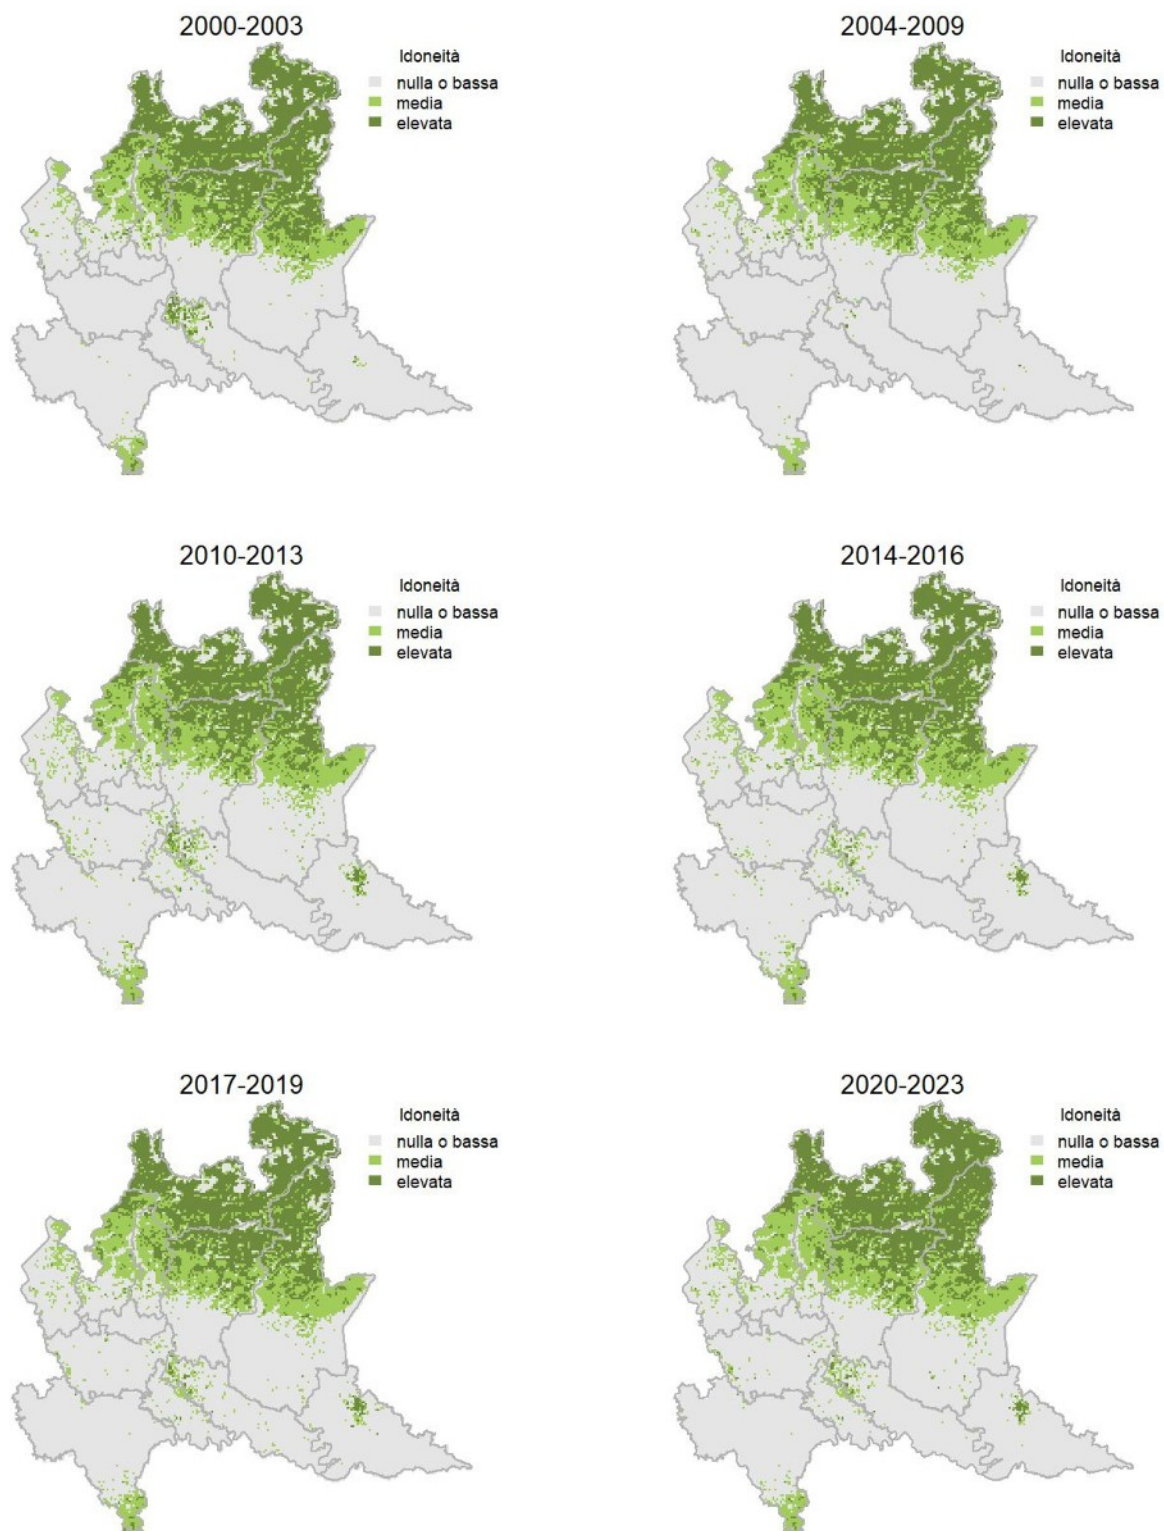 2000-2003
Idoneità
nulla o bassa
media
elevata
2004-2009
Idoneità
nulla o bassa
media
elevata
2010-2013
Idoneità
nulla o bassa
media
elevata
2014-2016
Idoneità
nulla o bassa
media
elevata
2017-2019
Idoneità
nulla o bassa
media
elevata
2020-2023
Idoneità
nulla o bassa
media
elevata